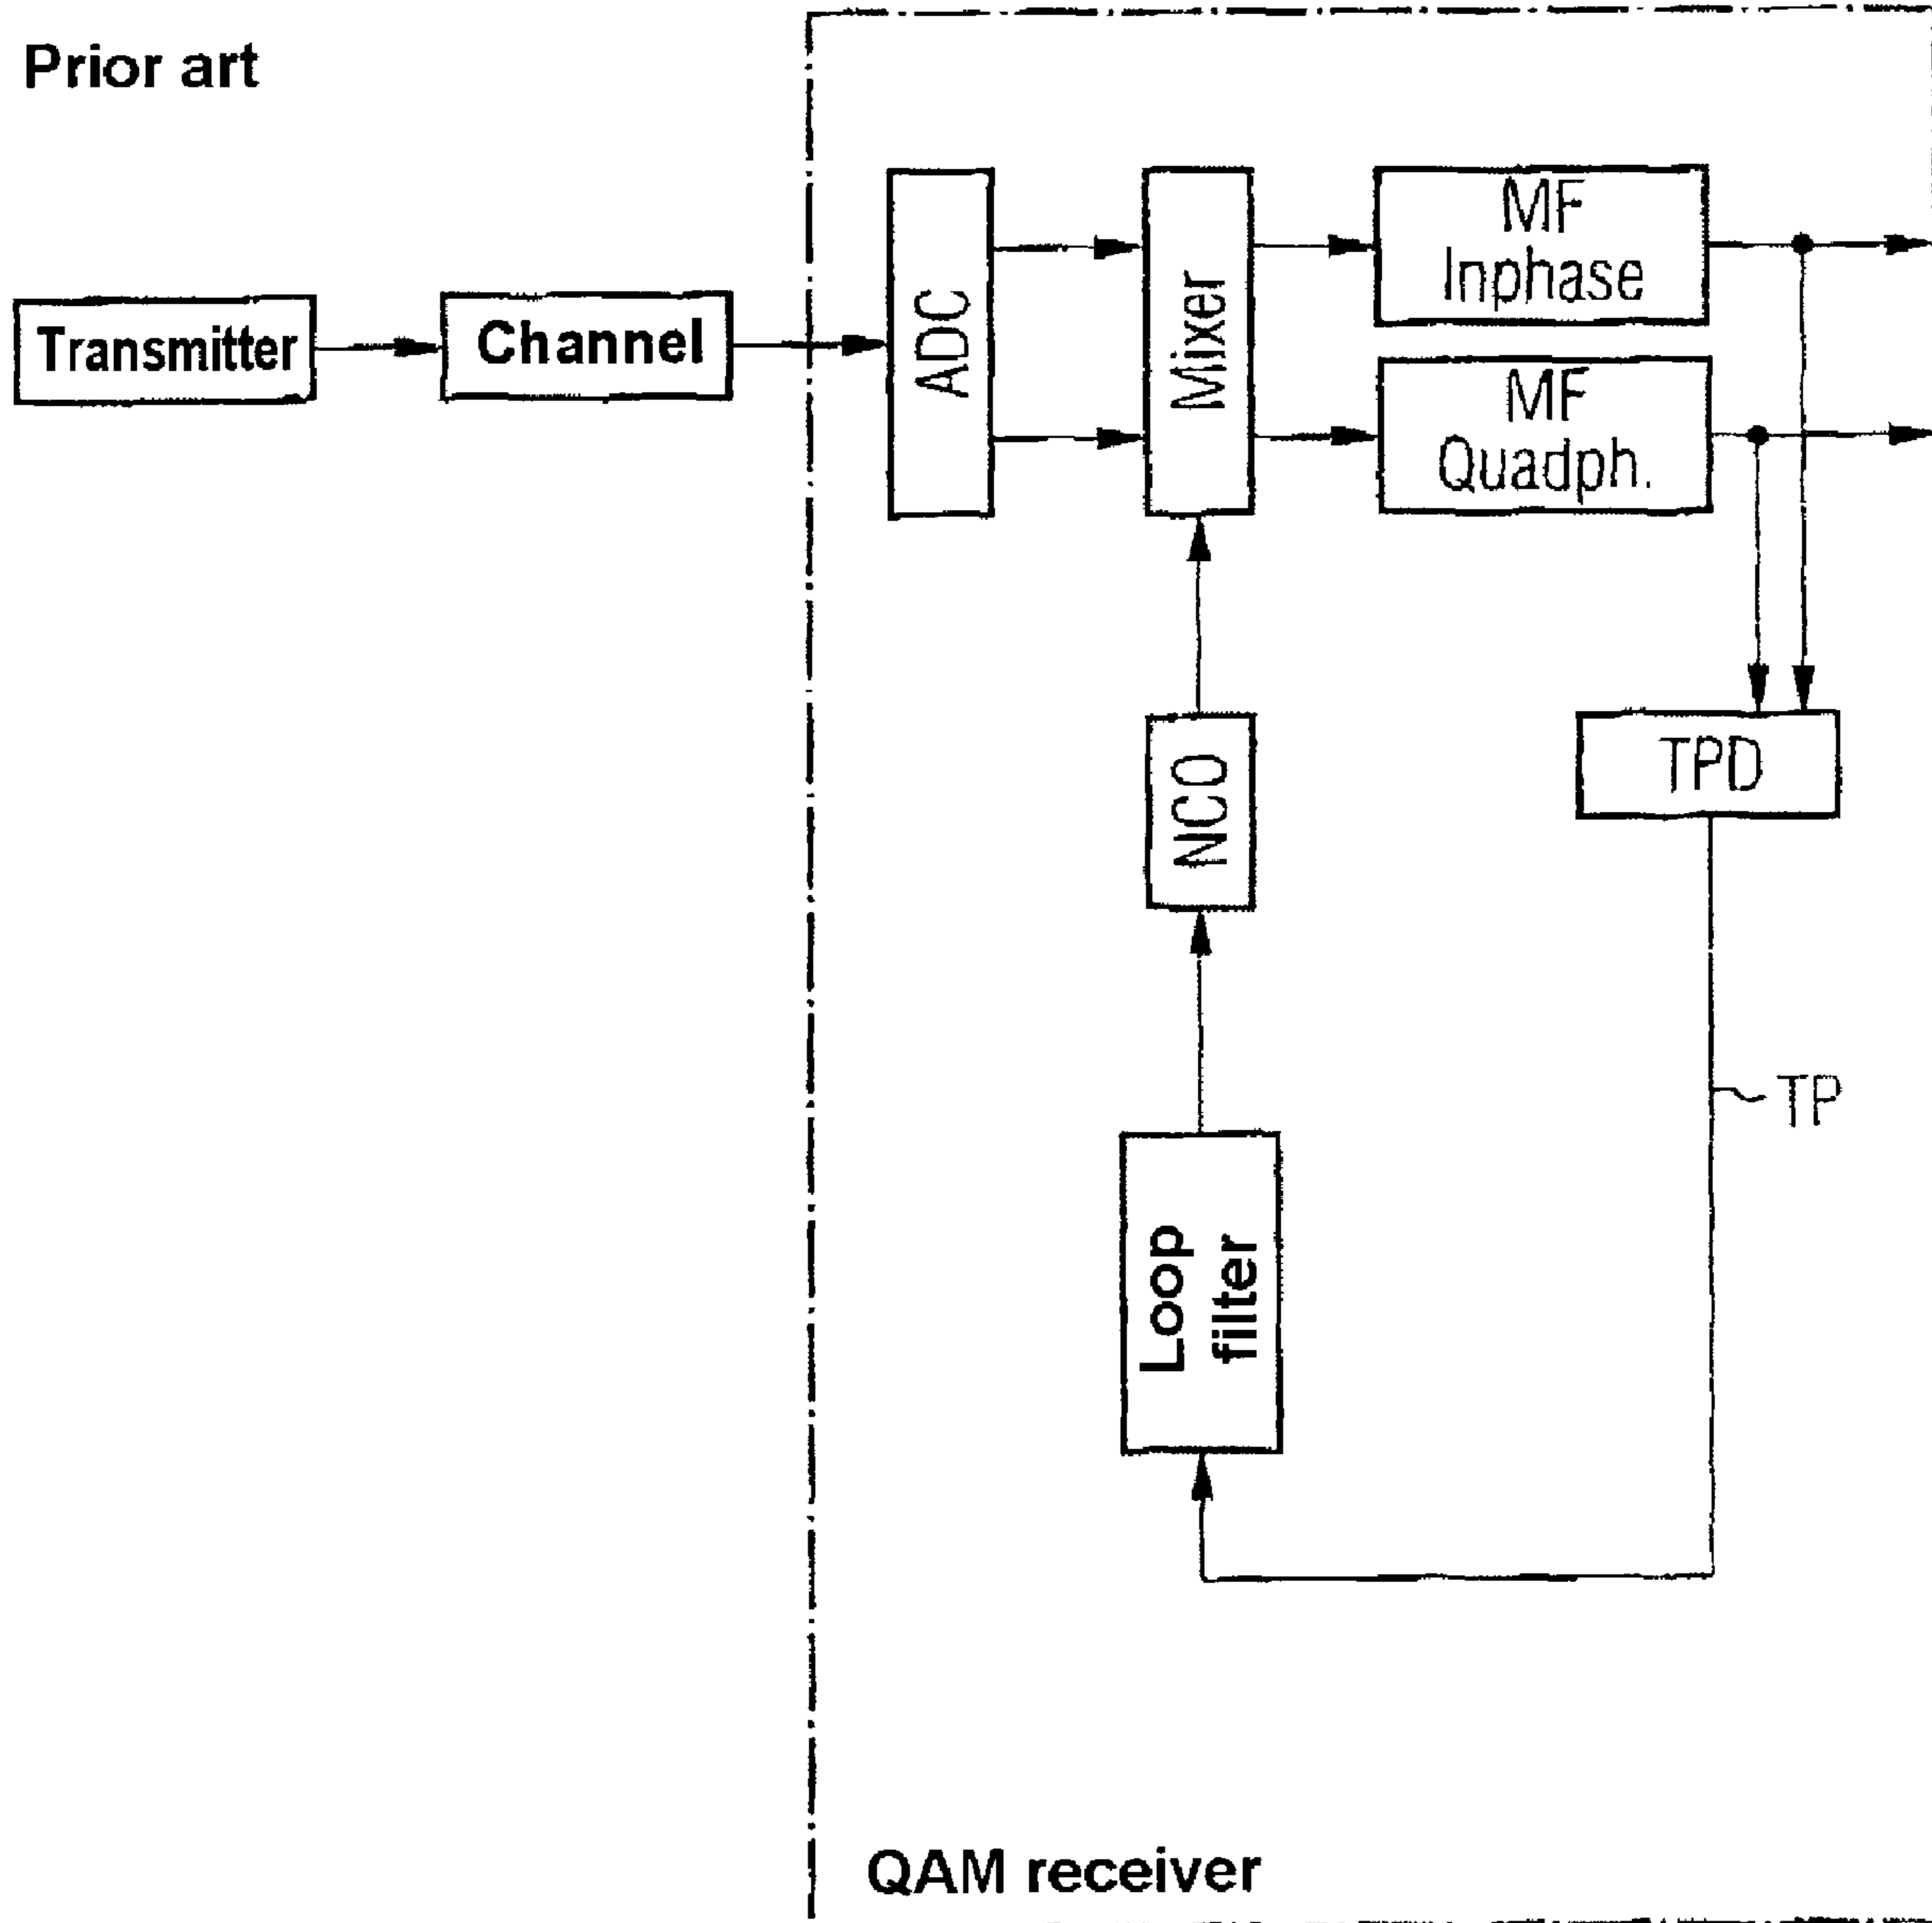 Prior art
Transmitter
Channel
ADC
Mixer
MF
Inphase
MF
Quadph.
NCO
TPD
TP
Loop
filter
QAM receiver